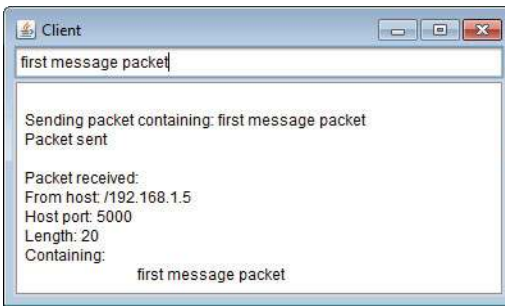 Client
first message packet
Sending packet containing: first message packet
Packet sent
Packet received:
From host: /192.168.1.5
Host port: 5000
Length: 20
Containing:
first message packet